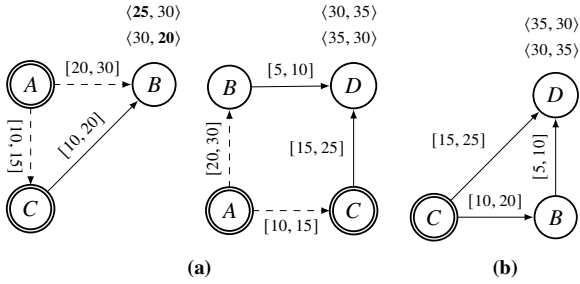 ⟨25, 30⟩
⟨30, 20⟩
A
[20, 30]
B
[10, 15]
[10, 20]
C
⟨30, 35⟩
⟨35, 30⟩
B
[5, 10]
D
[20, 30]
[15, 25]
A
[10, 15]
C
(a)
⟨35, 30⟩
⟨30, 35⟩
D
[15, 25]
[5, 10]
C
[10, 20]
B
(b)